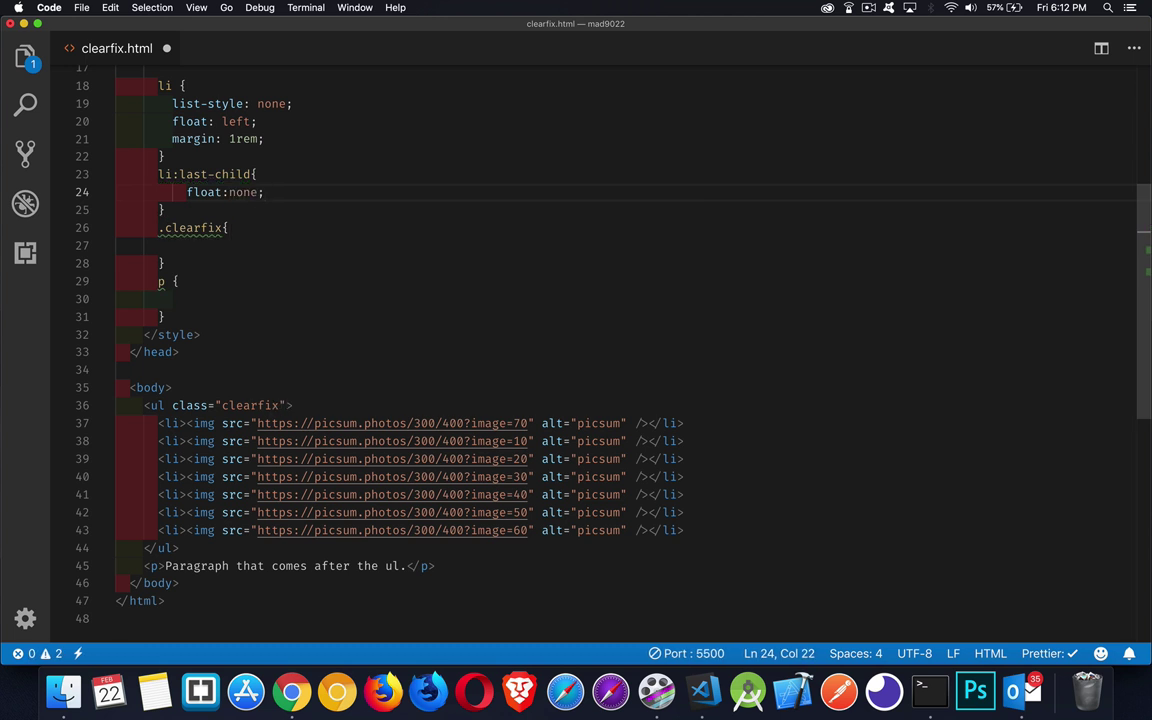 Code File Edit Selection View Go Debug Terminal Window Help 57% Fri 6:12 PM
clearfix.html — mad9022
clearfix.html
1
17
18 li {
19 list-style: none;
20 float: left;
21 margin: 1rem;
22 }
23 li:last-child{
24 float:none;
25 }
26 .clearfix{
27
28 }
29 p {
30
31 }
32 </style>
33 </head>
34
35 <body>
36 <ul class="clearfix">
37 <li><img src="https://picsum.photos/300/400?image=70" alt="picsum" /></li>
38 <li><img src="https://picsum.photos/300/400?image=10" alt="picsum" /></li>
39 <li><img src="https://picsum.photos/300/400?image=20" alt="picsum" /></li>
40 <li><img src="https://picsum.photos/300/400?image=30" alt="picsum" /></li>
41 <li><img src="https://picsum.photos/300/400?image=40" alt="picsum" /></li>
42 <li><img src="https://picsum.photos/300/400?image=50" alt="picsum" /></li>
43 <li><img src="https://picsum.photos/300/400?image=60" alt="picsum" /></li>
44 </ul>
45 <p>Paragraph that comes after the ul.</p>
46 </body>
47 </html>
48
0 2 Port : 5500 Ln 24, Col 22 Spaces: 4 UTF-8 LF HTML Prettier: ✓
FEB
22
>_
Ps
35